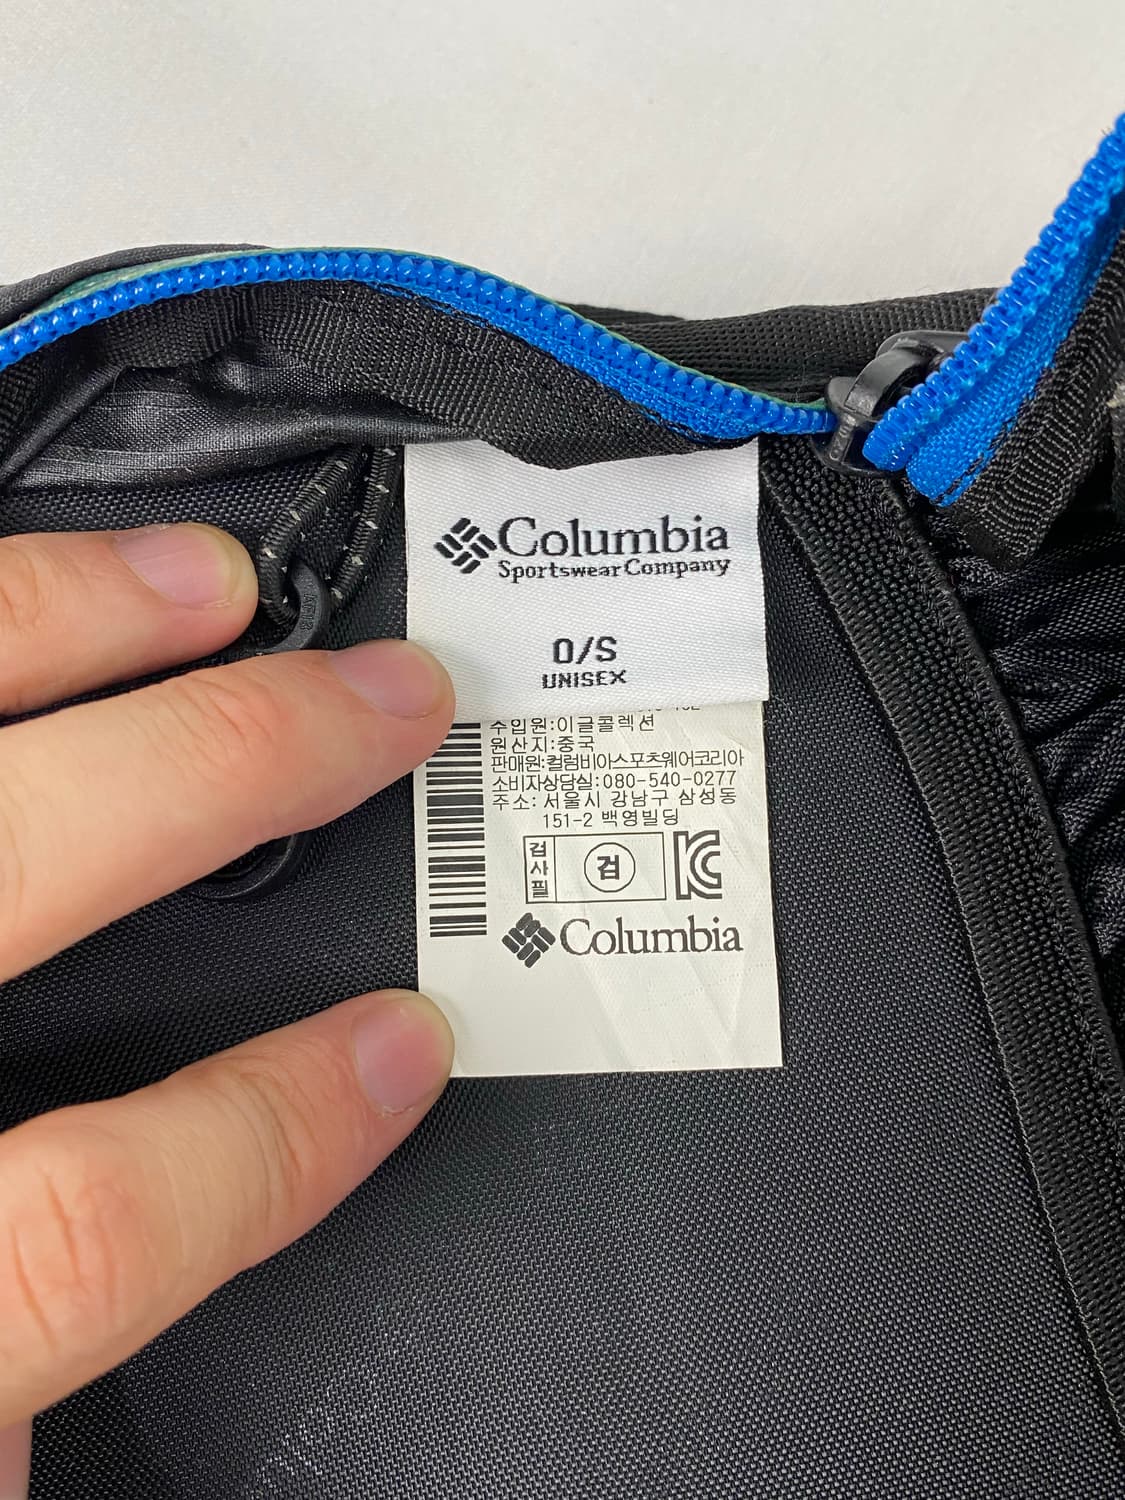 Columbia
Sportswear Company
O/S
UNISEX
수입원:이글콜렉션
원산지:중국
판매원:컬럼비아스포츠웨어코리아
소비자상담실:080-540-0277
주소: 서울시 강남구 삼성동
151-2 백영빌딩
검사필
검
KC
Columbia